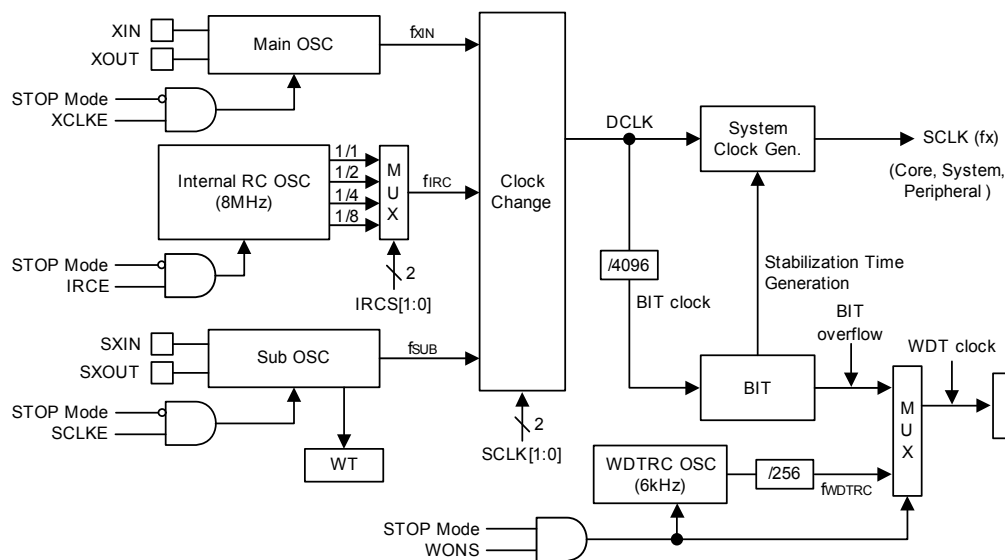 XIN
XOUT
Main OSC
fXIN
STOP Mode
XCLKE
Internal RC OSC
(8MHz)
1/1
1/2
1/4
1/8
MUX
fIRC
STOP Mode
IRCE
2
IRCS[1:0]
SXIN
SXOUT
Sub OSC
fSUB
STOP Mode
SCLKE
WT
Clock
Change
2
SCLK[1:0]
DCLK
System
Clock Gen.
SCLK (fx)
(Core, System,
Peripheral )
/4096
BIT clock
Stabilization Time
Generation
BIT
overflow
BIT
WDT clock
MUX
WDTRC OSC
(6kHz)
/256
fWDTRC
STOP Mode
WONS